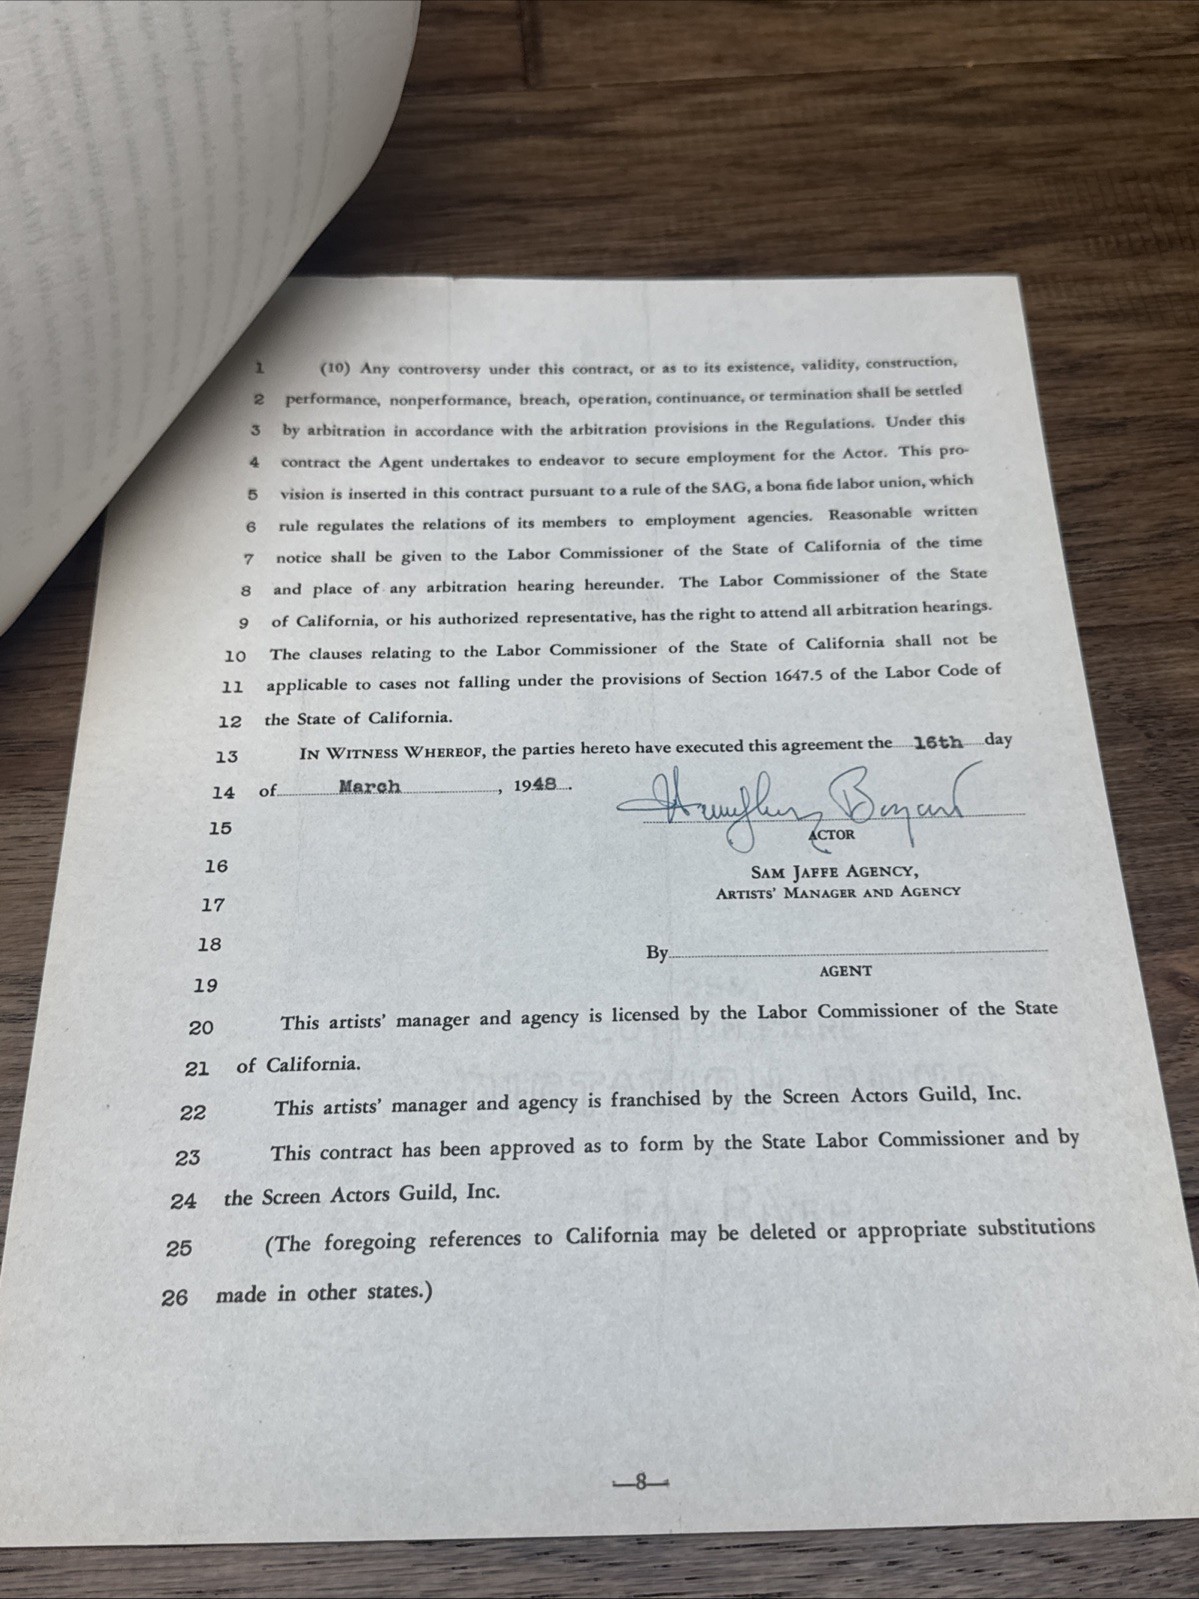 1 (10) Any controversy under this contract, or as to its existence, validity, construction,
2 performance, nonperformance, breach, operation, continuance, or termination shall be settled
3 by arbitration in accordance with the arbitration provisions in the Regulations. Under this
4 contract the Agent undertakes to endeavor to secure employment for the Actor. This pro-
5 vision is inserted in this contract pursuant to a rule of the SAG, a bona fide labor union, which
6 rule regulates the relations of its members to employment agencies. Reasonable written
7 notice shall be given to the Labor Commissioner of the State of California of the time
8 and place of any arbitration hearing hereunder. The Labor Commissioner of the State
9 of California, or his authorized representative, has the right to attend all arbitration hearings.
10 The clauses relating to the Labor Commissioner of the State of California shall not be
11 applicable to cases not falling under the provisions of Section 1647.5 of the Labor Code of
12 the State of California.
13 IN WITNESS WHEREOF, the parties hereto have executed this agreement the 16th day
14 of March, 1948.
Humphrey Bogart
15 ACTOR
16 SAM JAFFE AGENCY,
17 ARTISTS' MANAGER AND AGENCY
18 By
19 AGENT
20 This artists' manager and agency is licensed by the Labor Commissioner of the State
21 of California.
22 This artists' manager and agency is franchised by the Screen Actors Guild, Inc.
23 This contract has been approved as to form by the State Labor Commissioner and by
24 the Screen Actors Guild, Inc.
25 (The foregoing references to California may be deleted or appropriate substitutions
26 made in other states.)
—8—